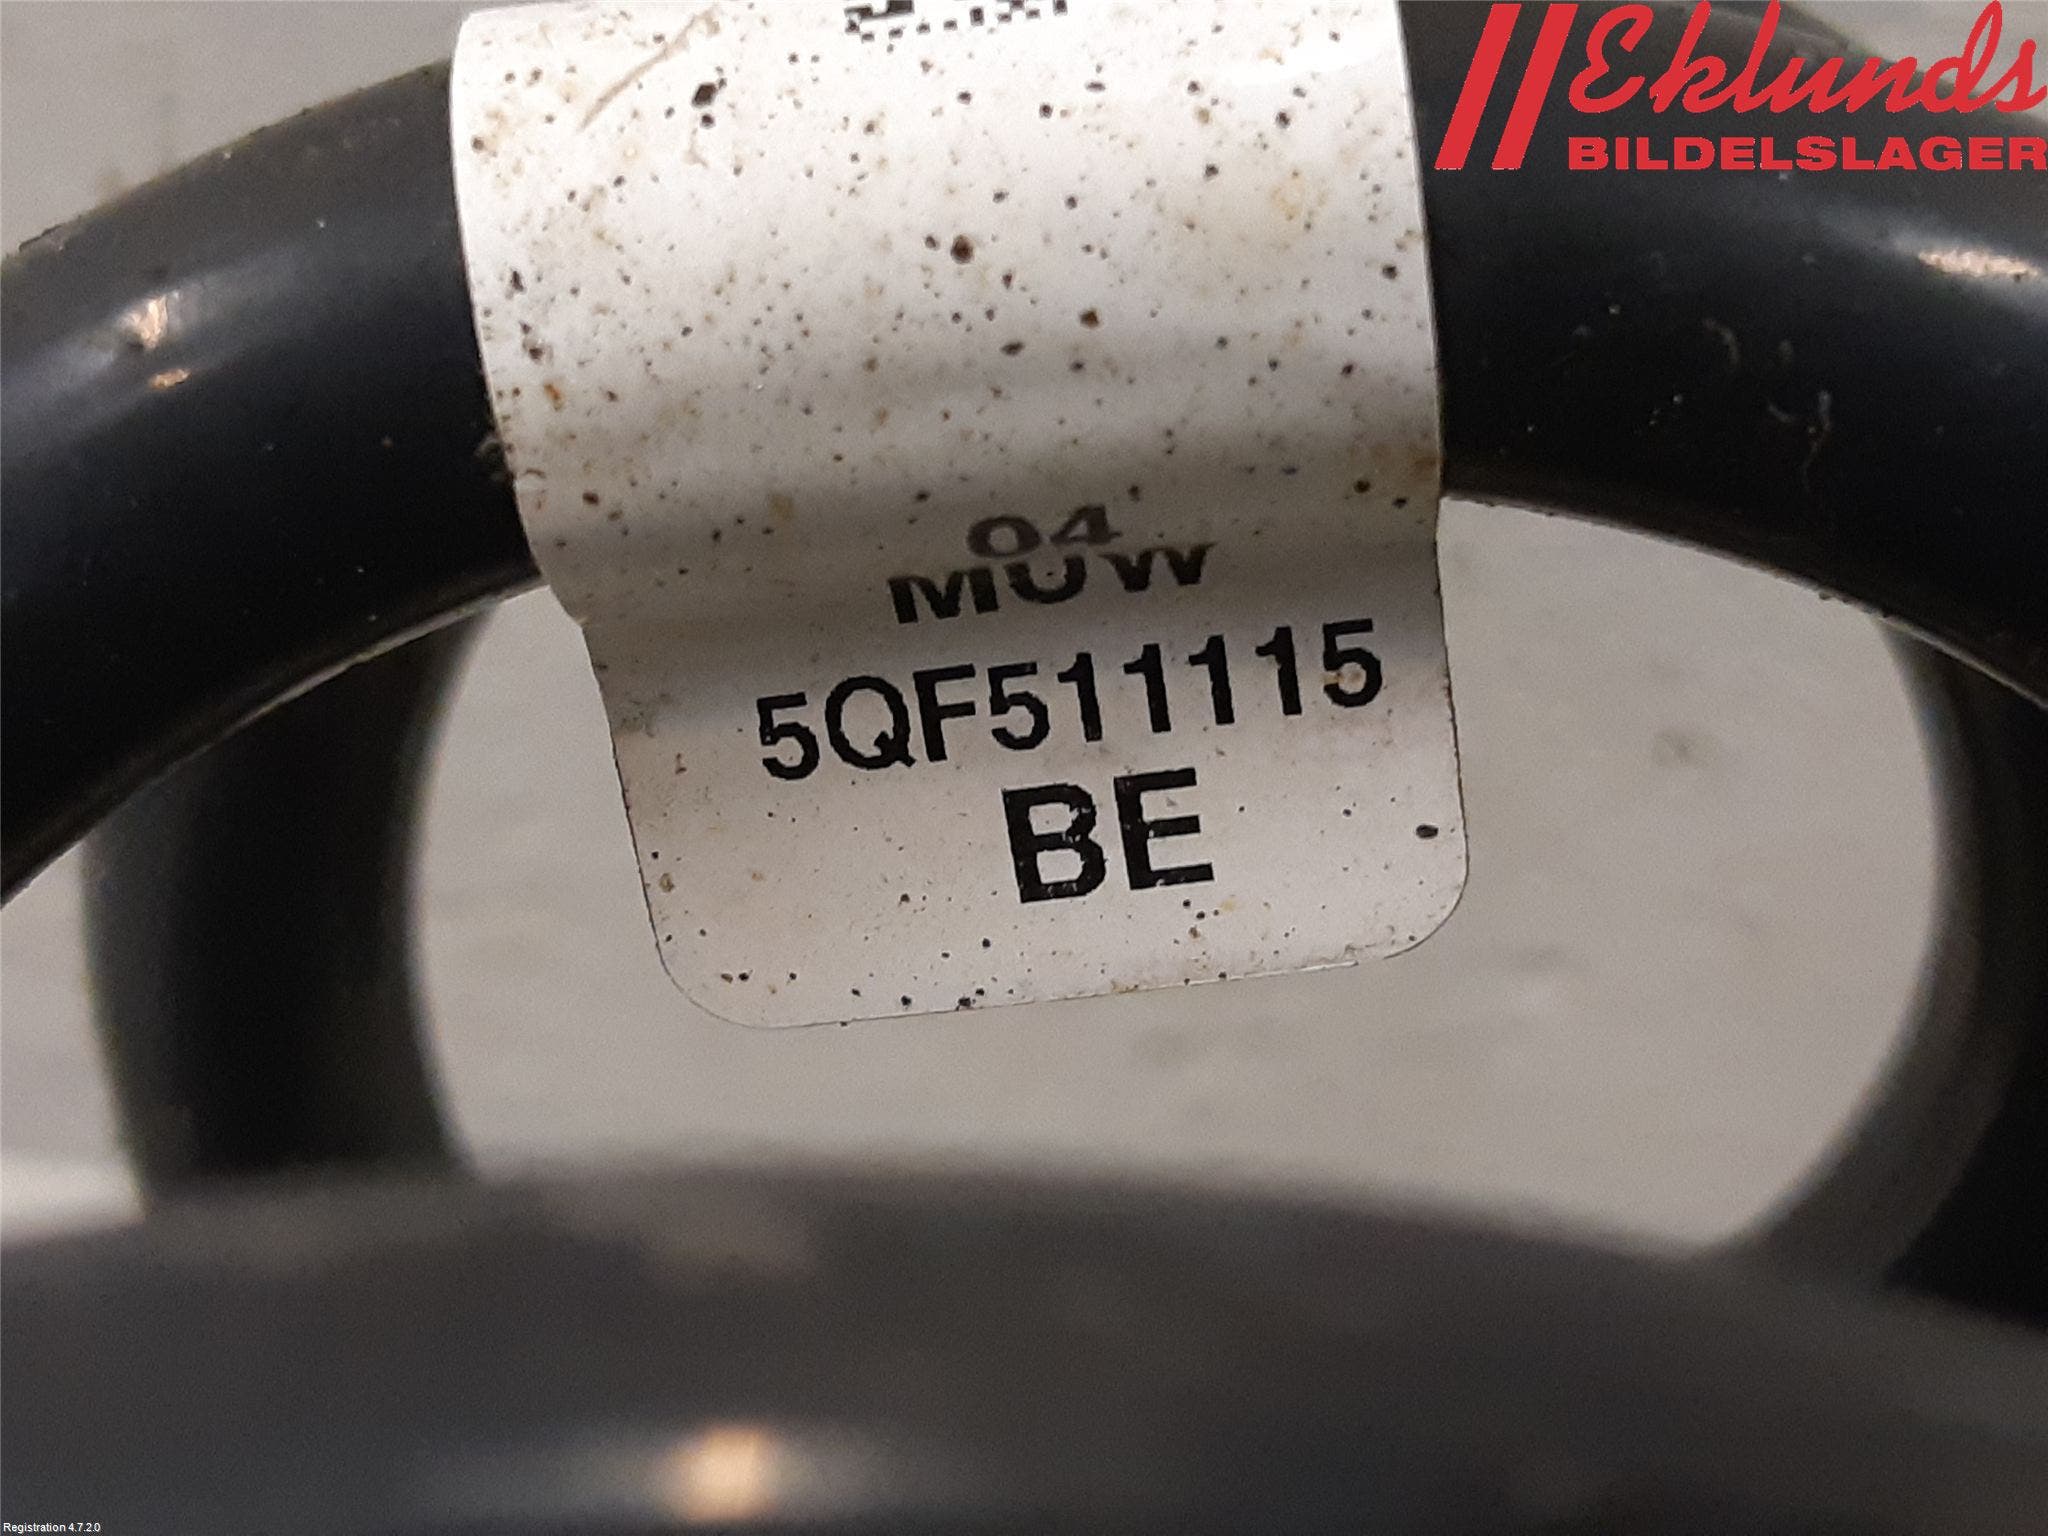 Eklunds
BILDELSLAGER
04
MUW
5QF511115
BE
Registration 4.7.2.0